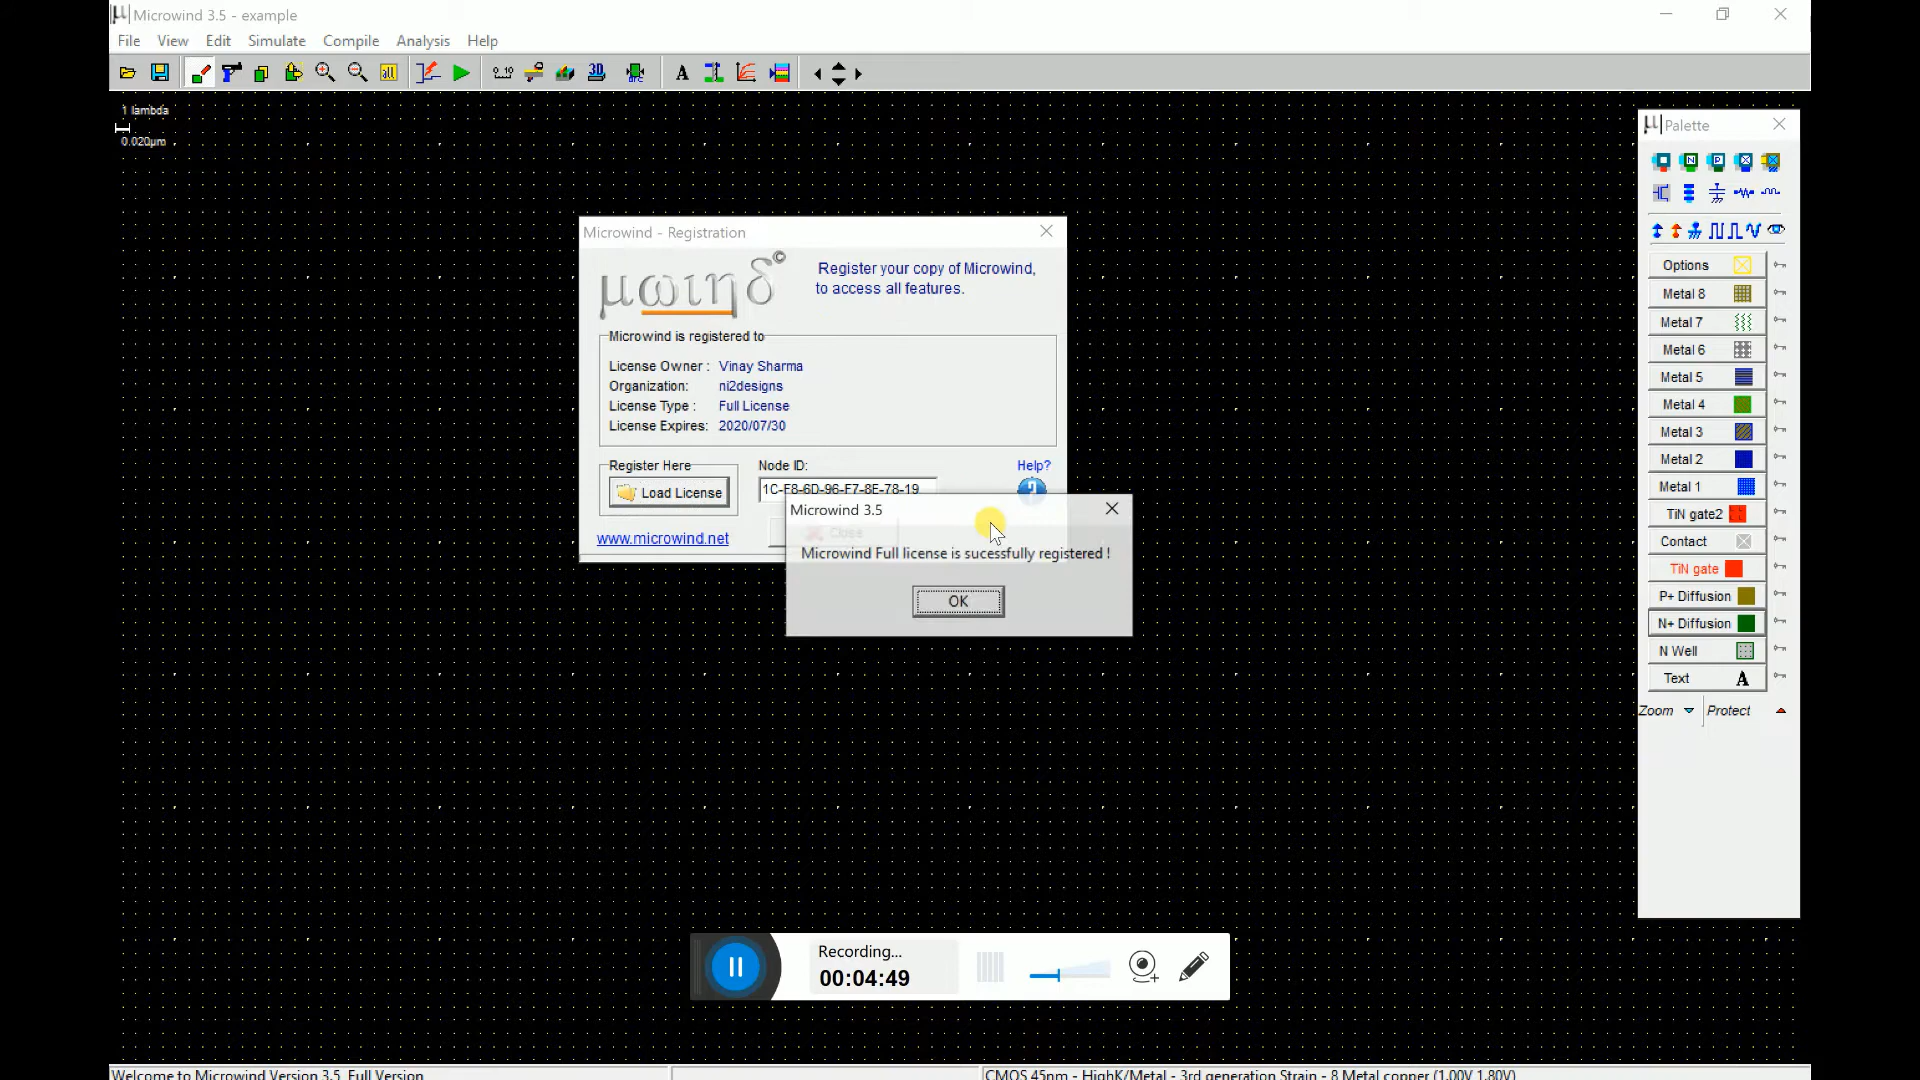 Microwind 3.5 - example
File View Edit Simulate Compile Analysis Help
1 lambda
0.020µm
Microwind - Registration
μωιηδ©
Register your copy of Microwind,
to access all features.
Microwind is registered to
License Owner : Vinay Sharma
Organization: ni2designs
License Type : Full License
License Expires: 2020/07/30
Register Here
Load License
Node ID:
1C-F8-6D-96-F7-8E-78-19
Help?
www.microwind.net
Close
Microwind 3.5
Microwind Full license is sucessfully registered !
OK
Palette
Options
Metal 8
Metal 7
Metal 6
Metal 5
Metal 4
Metal 3
Metal 2
Metal 1
TiN gate2
Contact
TiN gate
P+ Diffusion
N+ Diffusion
N Well
Text A
Zoom Protect
Recording...
00:04:49
Welcome to Microwind Version 3.5 Full Version
CMOS 45nm - HighK/Metal - 3rd generation Strain - 8 Metal copper (1.00V 1.80V)